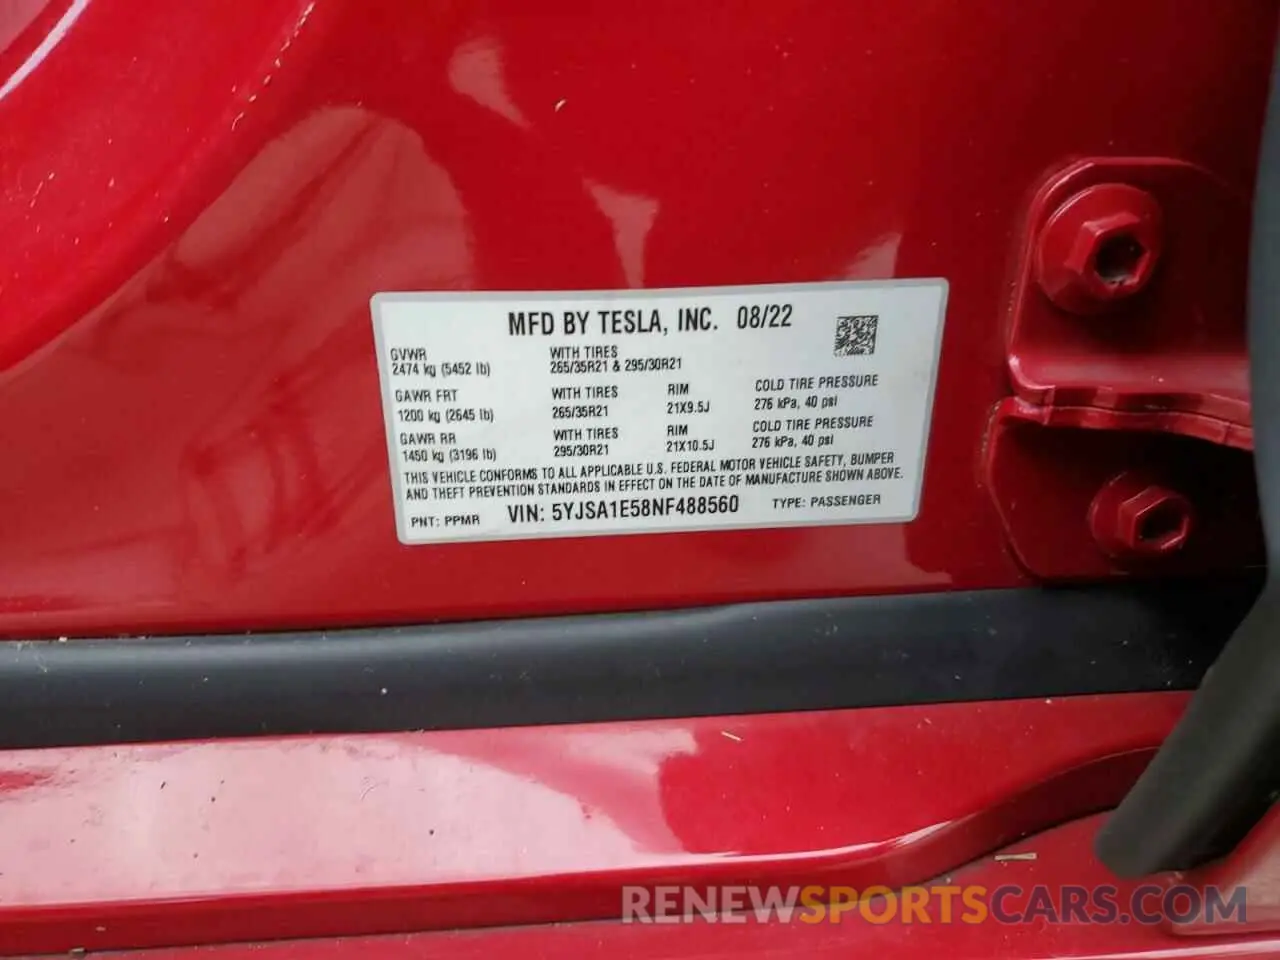 MFD BY TESLA, INC. 08/22
GVWR
2474 kg (5452 lb)
WITH TIRES
265/35R21 & 295/30R21
GAWR FRT
1200 kg (2645 lb)
WITH TIRES
265/35R21
RIM
21X9.5J
COLD TIRE PRESSURE
276 kPa, 40 psi
GAWR RR
1450 kg (3196 lb)
WITH TIRES
295/30R21
RIM
21X10.5J
COLD TIRE PRESSURE
276 kPa, 40 psi
THIS VEHICLE CONFORMS TO ALL APPLICABLE U.S. FEDERAL MOTOR VEHICLE SAFETY, BUMPER
AND THEFT PREVENTION STANDARDS IN EFFECT ON THE DATE OF MANUFACTURE SHOWN ABOVE.
PNT: PPMR VIN: 5YJSA1E58NF488560 TYPE: PASSENGER
RENEWSPORTSCARS.COM